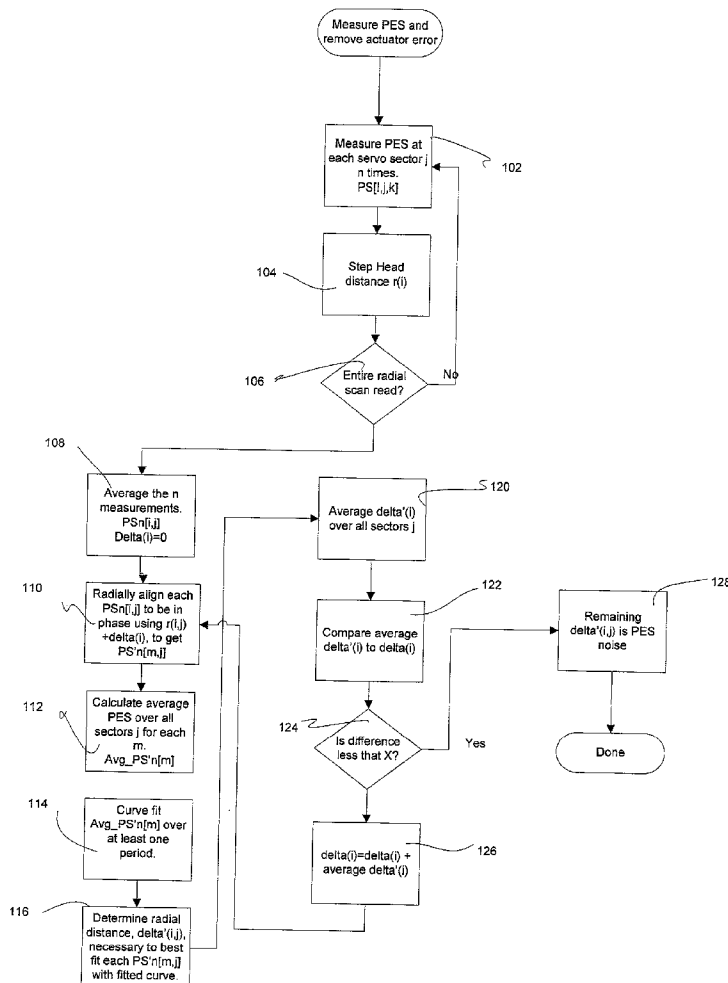 Measure PES and
remove actuator error
Measure PES at
each servo sector j
n times.
PS[i,j,k]
102
Step Head
distance r(i)
104
Entire radial
scan read?
106
No
108
Average the n
measurements.
PSn[i,j]
Delta(i)=0
110
Radially align each
PSn[i,j] to be in
phase using r(i,j)
+delta(i), to get
PS'n[m,j]
112
Calculate average
PES over all
sectors j for each
m.
Avg_PS'n[m]
114
Curve fit
Avg_PS'n[m] over
at least one
period.
116
Determine radial
distance, delta'(i,j),
necessary to best
fit each PS'n[m,j]
with fitted curve.
120
Average delta'(i)
over all sectors j
122
Compare average
delta'(i) to delta(i)
124
Is difference
less that X?
Yes
126
delta(i)=delta(i) +
average delta'(i)
128
Remaining
delta'(i,j) is PES
noise
Done